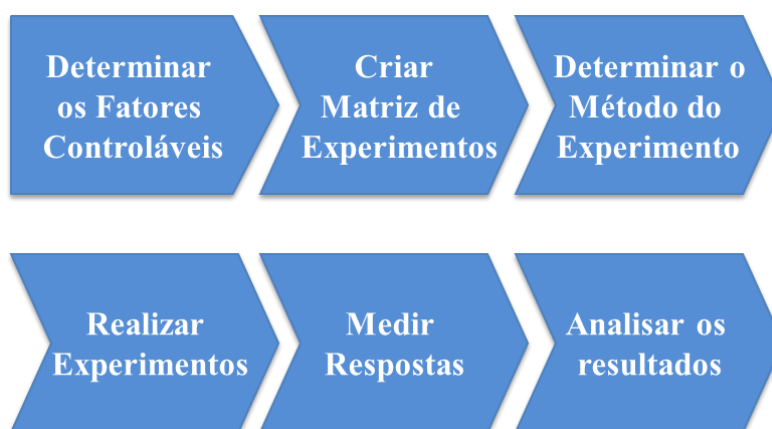 Determinar
os Fatores
Controláveis
Criar
Matriz de
Experimentos
Determinar o
Método do
Experimento
Realizar
Experimentos
Medir
Respostas
Analisar os
resultados